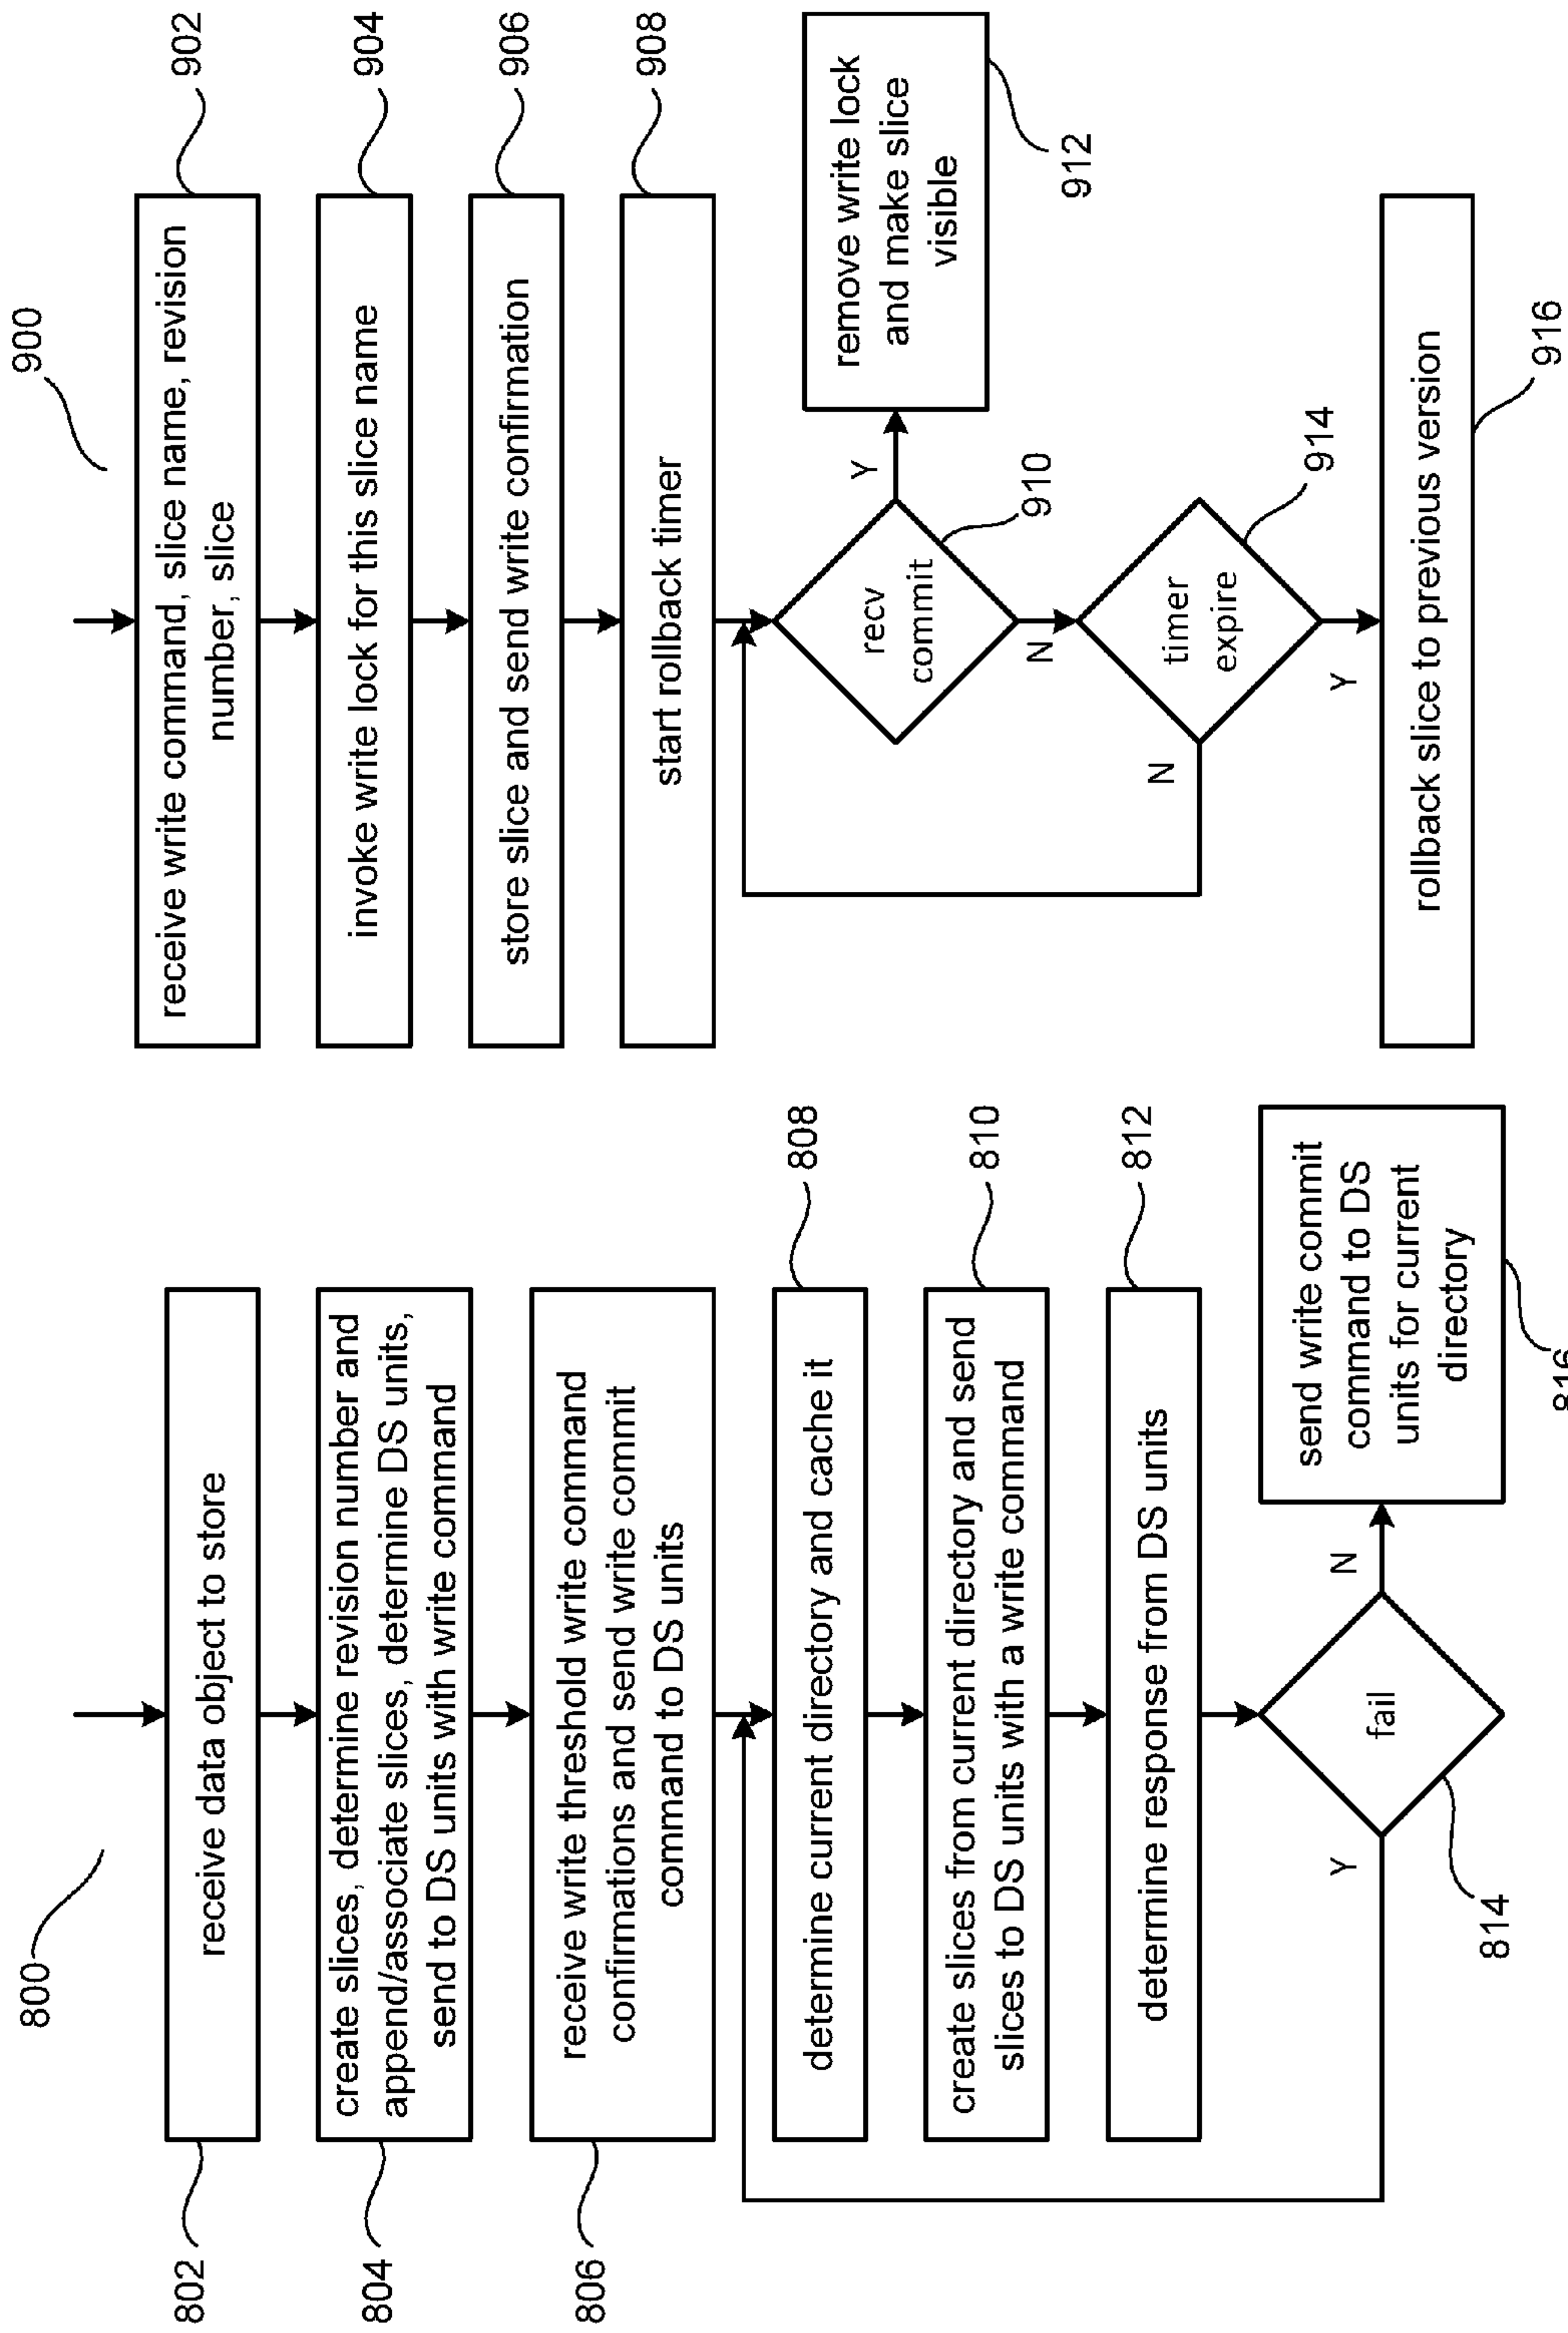 800
802
receive data object to store
804
create slices, determine revision number and
append/associate slices, determine DS units,
send to DS units with write command
806
receive write threshold write command
confirmations and send write commit
command to DS units
determine current directory and cache it
808
create slices from current directory and send
slices to DS units with a write command
810
determine response from DS units
812
fail
Y
N
814
send write commit
command to DS
units for current
directory
816
900
receive write command, slice name, revision
number, slice
902
invoke write lock for this slice name
904
store slice and send write confirmation
906
start rollback timer
908
recv
commit
Y
N
910
remove write lock
and make slice
visible
912
timer
expire
N
Y
914
rollback slice to previous version
916